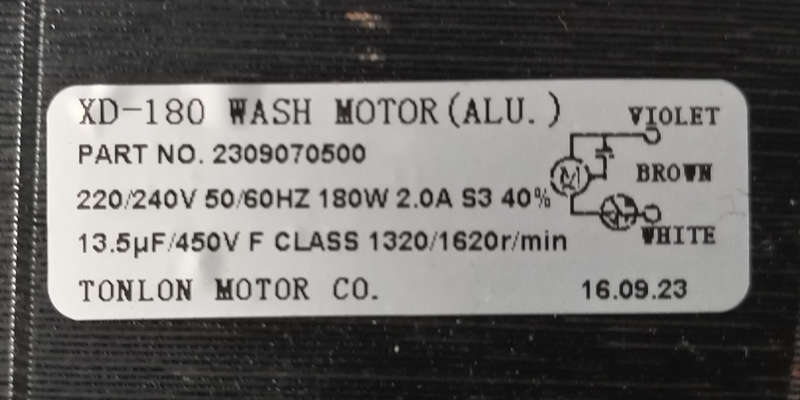 XD-180 WASH MOTOR(ALU.)
VIOLET
PART NO. 2309070500
M
BROWN
220/240V 50/60HZ 180W 2.0A S3 40%
13.5µF/450V F CLASS 1320/1620r/min
WHITE
TONLON MOTOR CO.
16.09.23